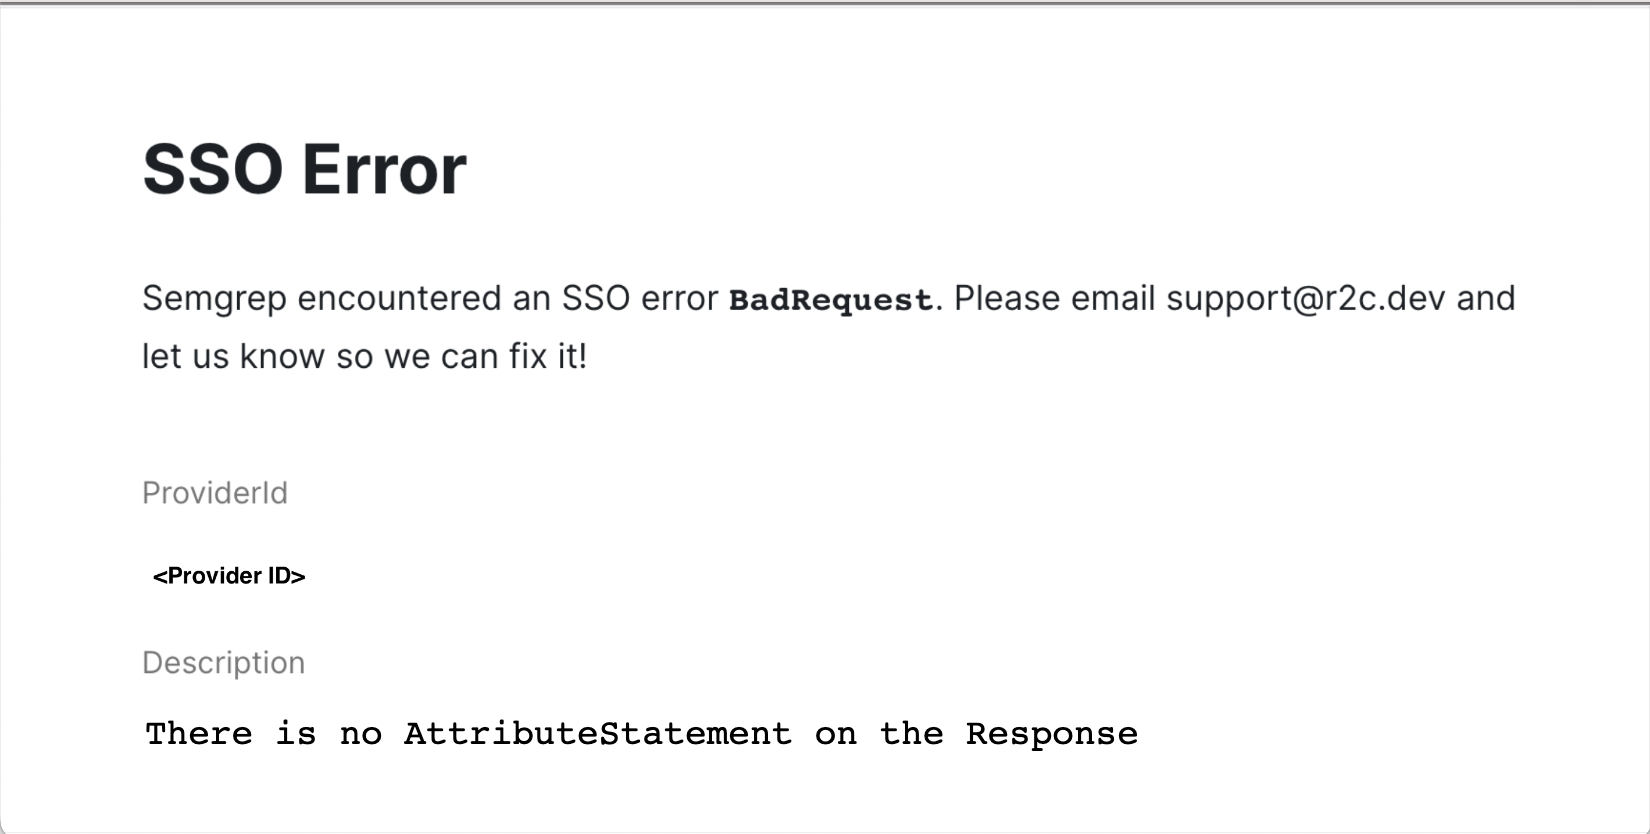 SSO Error
Semgrep encountered an SSO error BadRequest. Please email support@r2c.dev and
let us know so we can fix it!
ProviderId
<Provider ID>
Description
There is no AttributeStatement on the Response